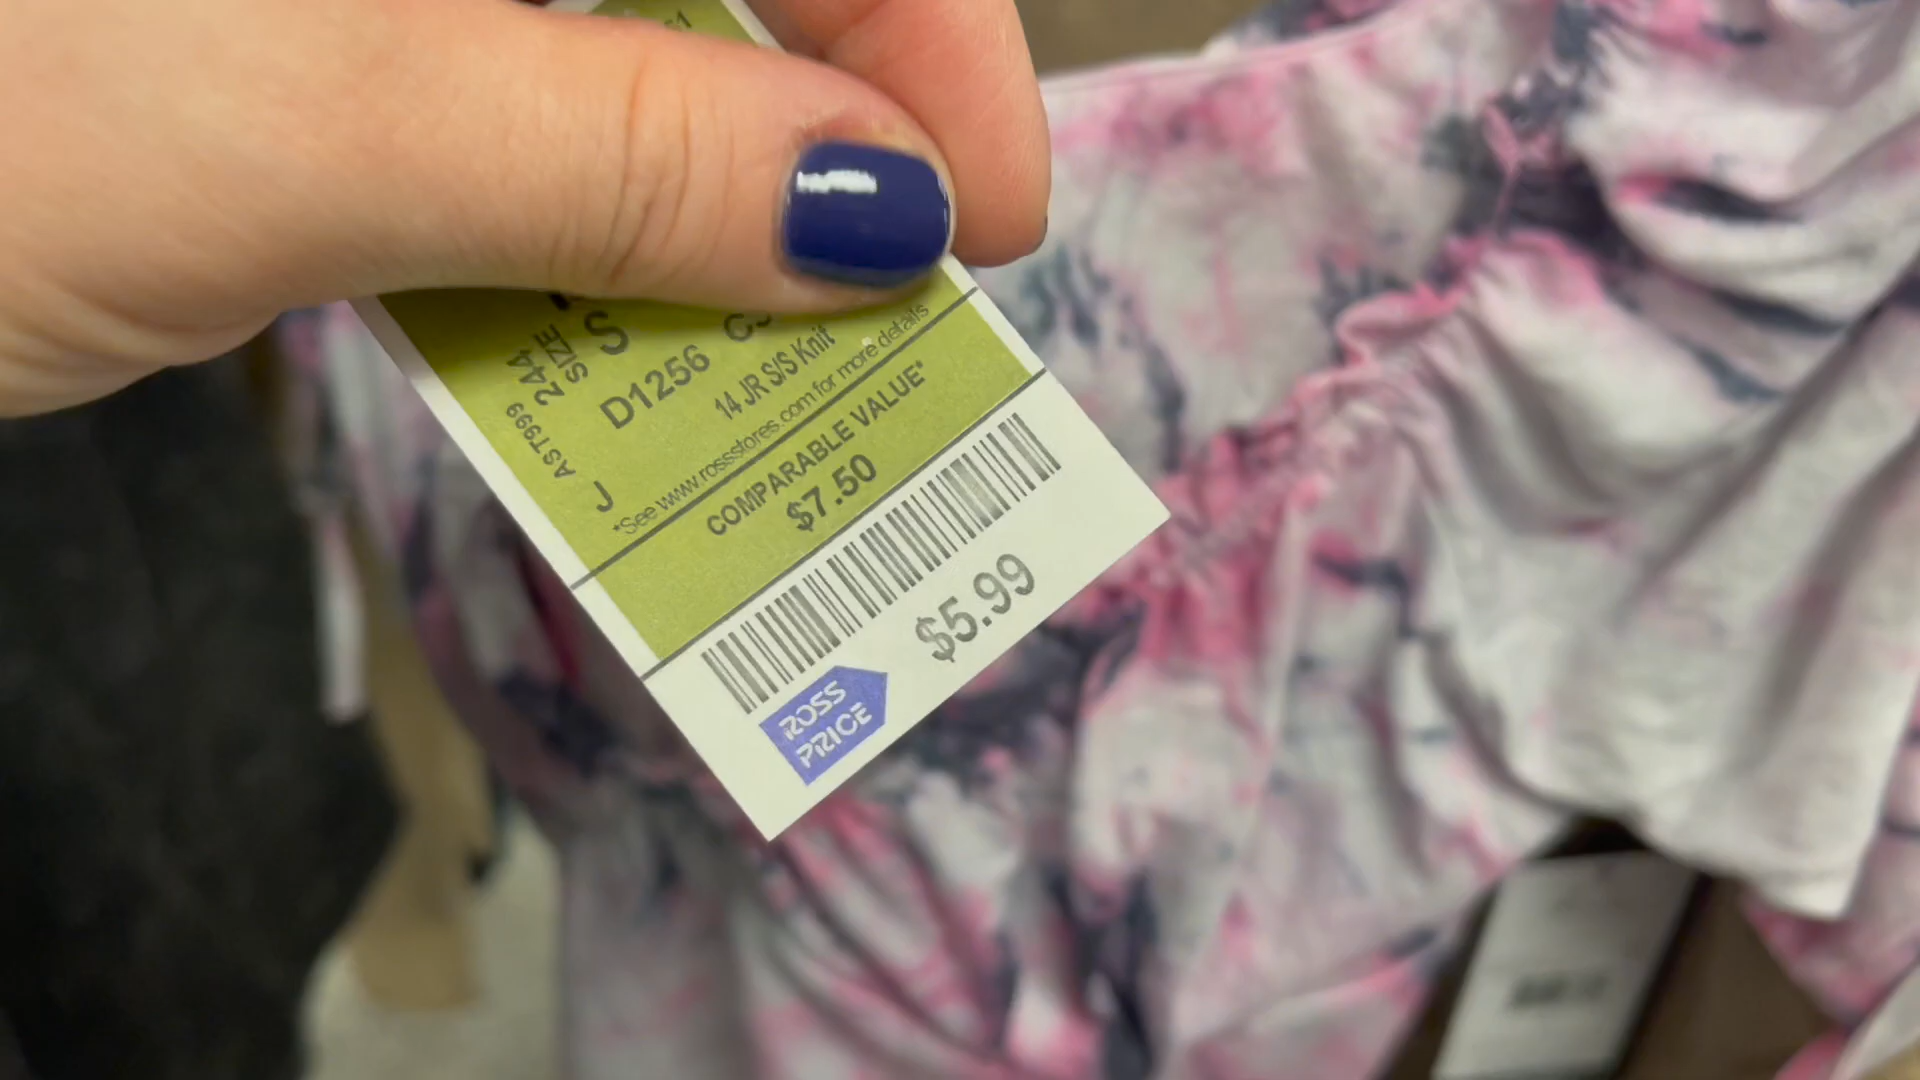 AST999 244 SIZE S
J
D1256
14 JR S/S Knit
*See www.rossstores.com for more details
COMPARABLE VALUE*
$7.50
$5.99
ROSS
PRICE